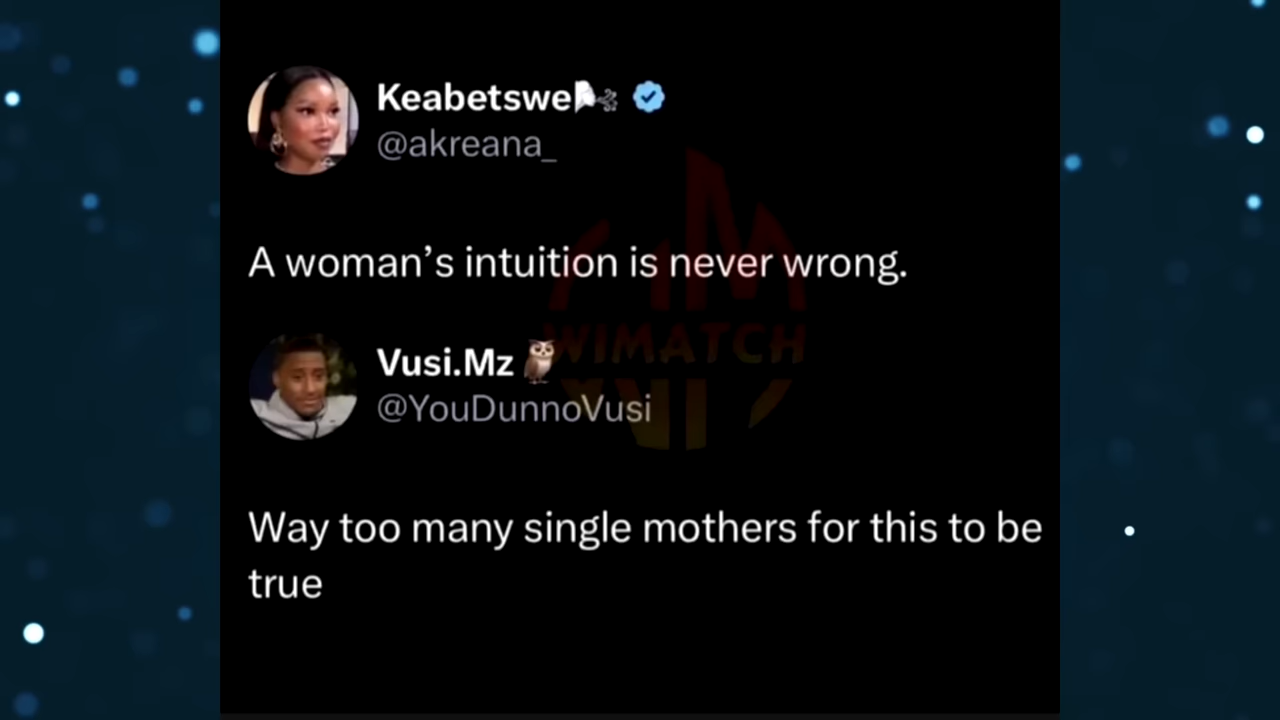 Keabetswe
@akreana_
A woman’s intuition is never wrong.
WIMATCH
Vusi.Mz 🦉
@YouDunnoVusi
Way too many single mothers for this to be
true